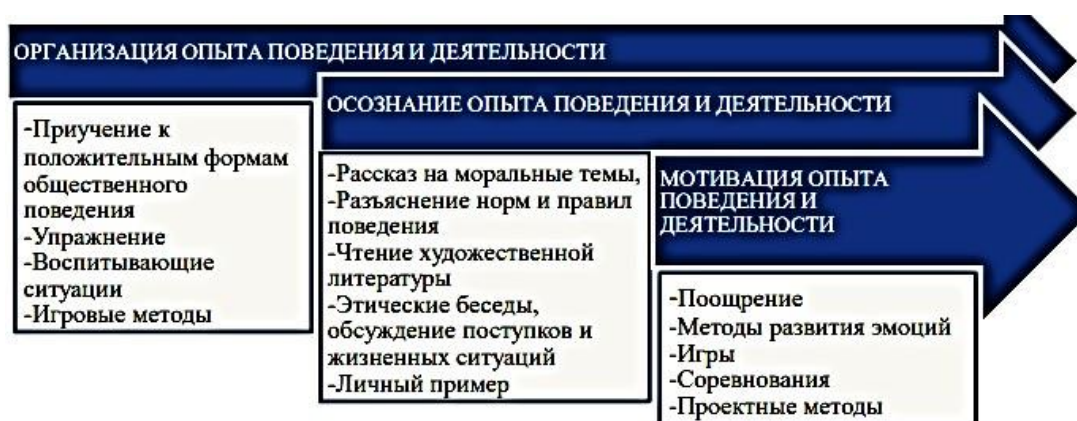 ОРГАНИЗАЦИЯ ОПЫТА ПОВЕДЕНИЯ И ДЕЯТЕЛЬНОСТИ
-Приучение к
положительным формам
общественного
поведения
-Упражнение
-Воспитывающие
ситуации
-Игровые методы
ОСОЗНАНИЕ ОПЫТА ПОВЕДЕНИЯ И ДЕЯТЕЛЬНОСТИ
-Рассказ на моральные темы,
-Разъяснение норм и правил
поведения
-Чтение художественной
литературы
-Этические беседы,
обсуждение поступков и
жизненных ситуаций
-Личный пример
МОТИВАЦИЯ ОПЫТА
ПОВЕДЕНИЯ И
ДЕЯТЕЛЬНОСТИ
-Поощрение
-Методы развития эмоций
-Игры
-Соревнования
-Проектные методы